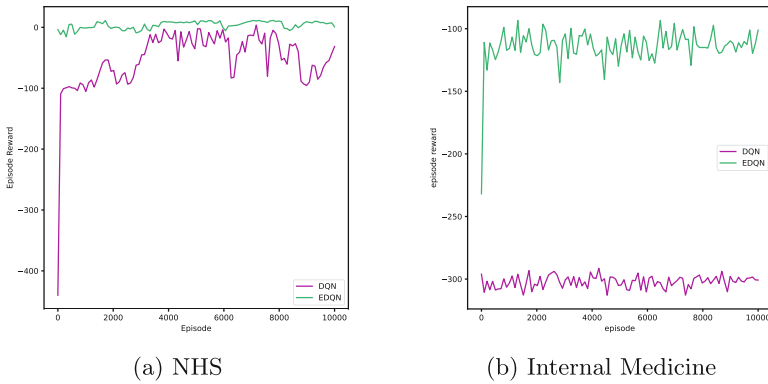 0
−100
−200
−300
−400
Episode Reward
0 2000 4000 6000 8000 10000
Episode
DQN
EDQN
(a) NHS
−100
−150
−200
−250
−300
episode reward
0 2000 4000 6000 8000 10000
episode
DQN
EDQN
(b) Internal Medicine